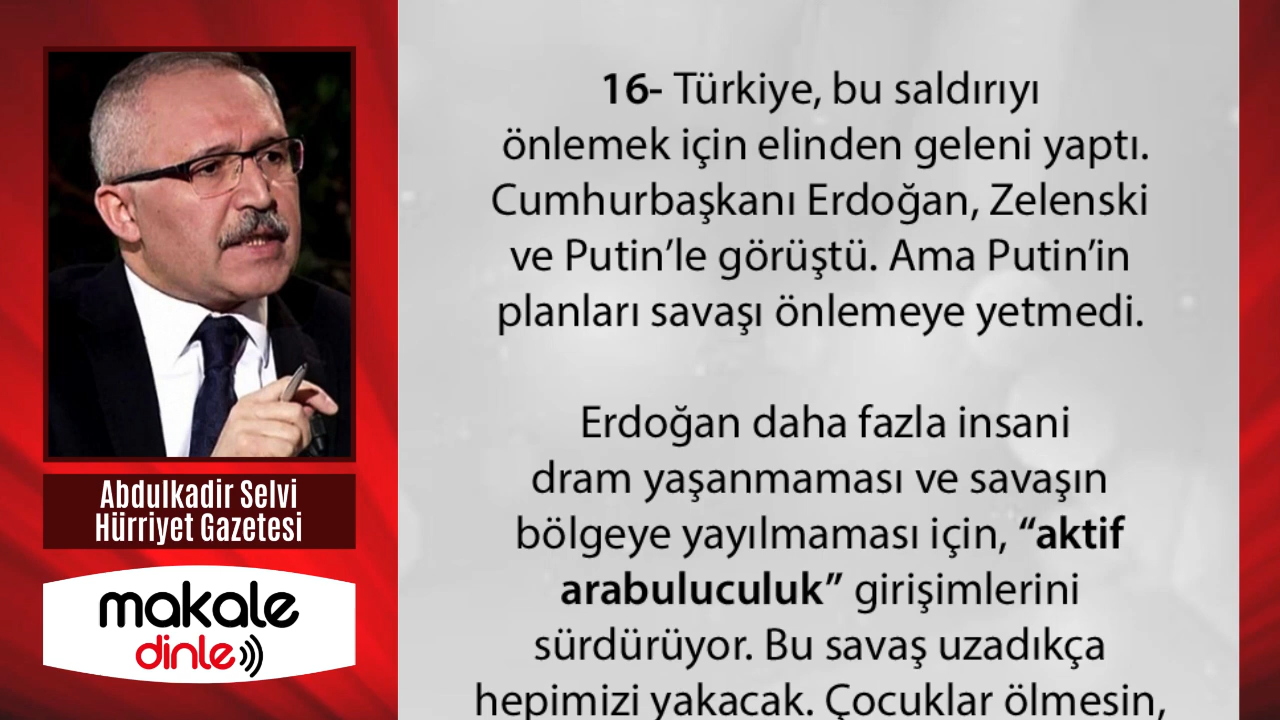 16- Türkiye, bu saldırıyı
önlemek için elinden geleni yaptı.
Cumhurbaşkanı Erdoğan, Zelenski
ve Putin’le görüştü. Ama Putin’in
planları savaşı önlemeye yetmedi.
Erdoğan daha fazla insani
dram yaşanmaması ve savaşın
bölgeye yayılmaması için, “aktif
arabuluculuk” girişimlerini
sürdürüyor. Bu savaş uzadıkça
hepimizi yakacak. Çocuklar ölmesin,
Abdulkadir Selvi
Hürriyet Gazetesi
makale
dinle